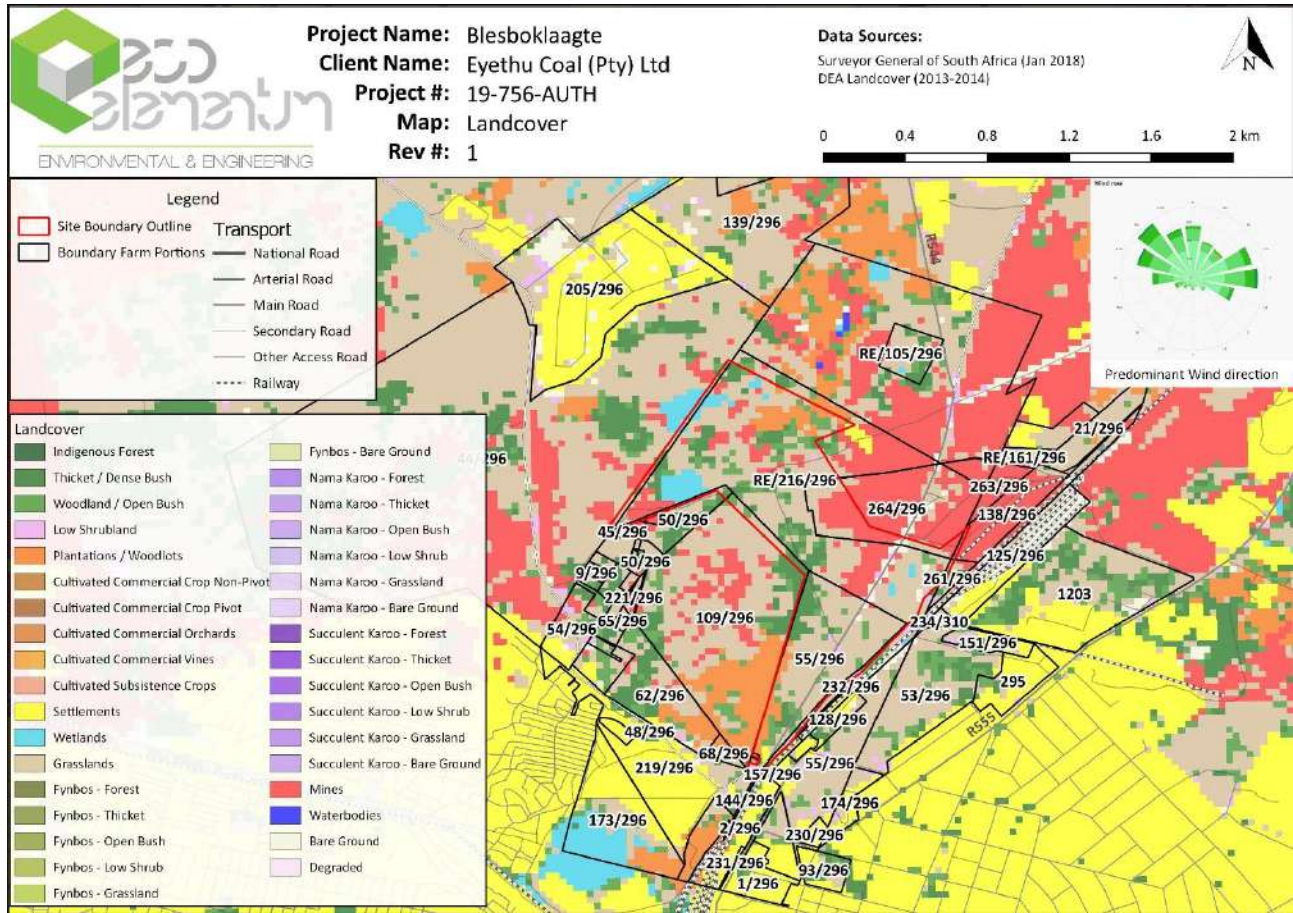 eco
elementum
ENVIRONMENTAL & ENGINEERING
Project Name: Blesboklaagte
Client Name: Eyethu Coal (Pty) Ltd
Project #: 19-756-AUTH
Map: Landcover
Rev #: 1
Data Sources:
Surveyor General of South Africa (Jan 2018)
DEA Landcover (2013-2014)
N
0 0.4 0.8 1.2 1.6 2 km
Legend
Site Boundary Outline
Boundary Farm Portions
Transport
National Road
Arterial Road
Main Road
Secondary Road
Other Access Road
Railway
Wind rose
Predominant Wind direction
Landcover
Indigenous Forest
Thicket / Dense Bush
Woodland / Open Bush
Low Shrubland
Plantations / Woodlots
Cultivated Commercial Crop Non-Pivot
Cultivated Commercial Crop Pivot
Cultivated Commercial Orchards
Cultivated Commercial Vines
Cultivated Subsistence Crops
Settlements
Wetlands
Grasslands
Fynbos - Forest
Fynbos - Thicket
Fynbos - Open Bush
Fynbos - Low Shrub
Fynbos - Grassland
Fynbos - Bare Ground
Nama Karoo - Forest
Nama Karoo - Thicket
Nama Karoo - Open Bush
Nama Karoo - Low Shrub
Nama Karoo - Grassland
Nama Karoo - Bare Ground
Succulent Karoo - Forest
Succulent Karoo - Thicket
Succulent Karoo - Open Bush
Succulent Karoo - Low Shrub
Succulent Karoo - Grassland
Succulent Karoo - Bare Ground
Mines
Waterbodies
Bare Ground
Degraded
139/296
R544
205/296
RE/105/296
21/296
44/296
RE/161/296
RE/216/296
263/296
264/296
138/296
50/296
45/296
125/296
50/296
9/296
261/296
221/296
1203
109/296
65/296
234/310
54/296
151/296
55/296
295
232/296
53/296
62/296
128/296
R555
48/296
68/296
55/296
219/296
157/296
144/296
174/296
173/296
2/296
230/296
231/296
93/296
1/296